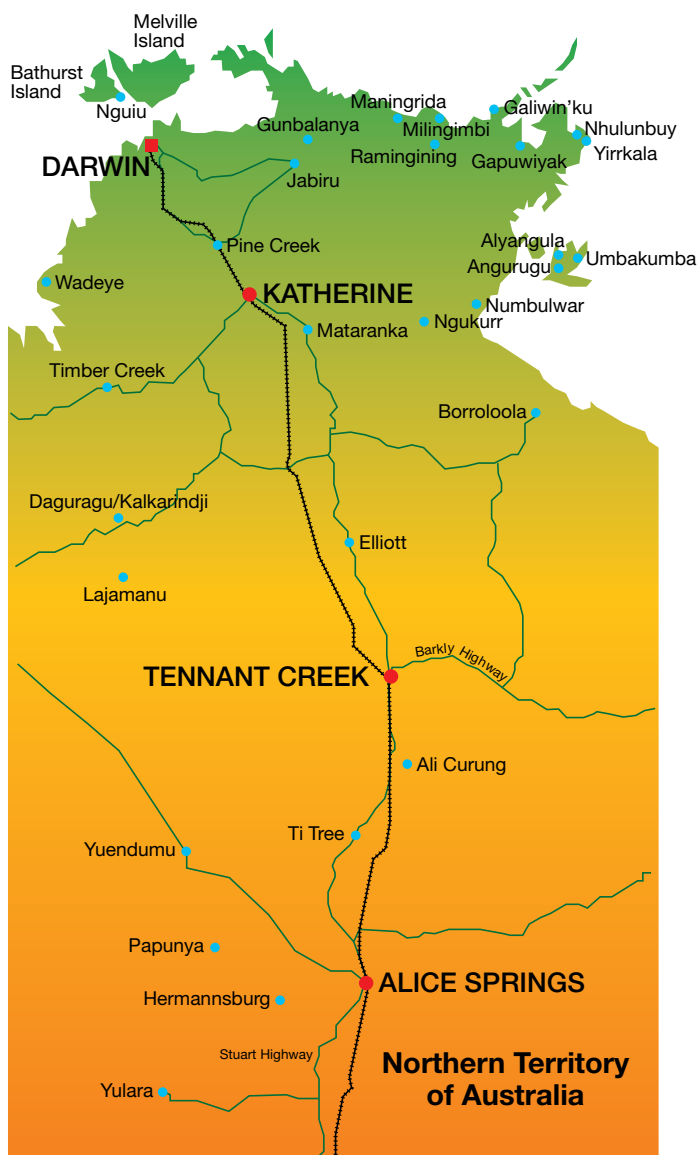 Melville
Island
Bathurst
Island
Nguiu
Maningrida
Galiwin'ku
Gunbalanya
Milingimbi
Nhulunbuy
DARWIN
Ramingining
Gapuwiyak
Yirrkala
Jabiru
Pine Creek
Alyangula
Umbakumba
Angurugu
Wadeye
KATHERINE
Numbulwar
Mataranka
Ngukurr
Timber Creek
Borroloola
Daguragu/Kalkarindji
Elliott
Lajamanu
Barkly Highway
TENNANT CREEK
Ali Curung
Ti Tree
Yuendumu
Papunya
ALICE SPRINGS
Hermannsburg
Stuart Highway
Northern Territory
of Australia
Yulara